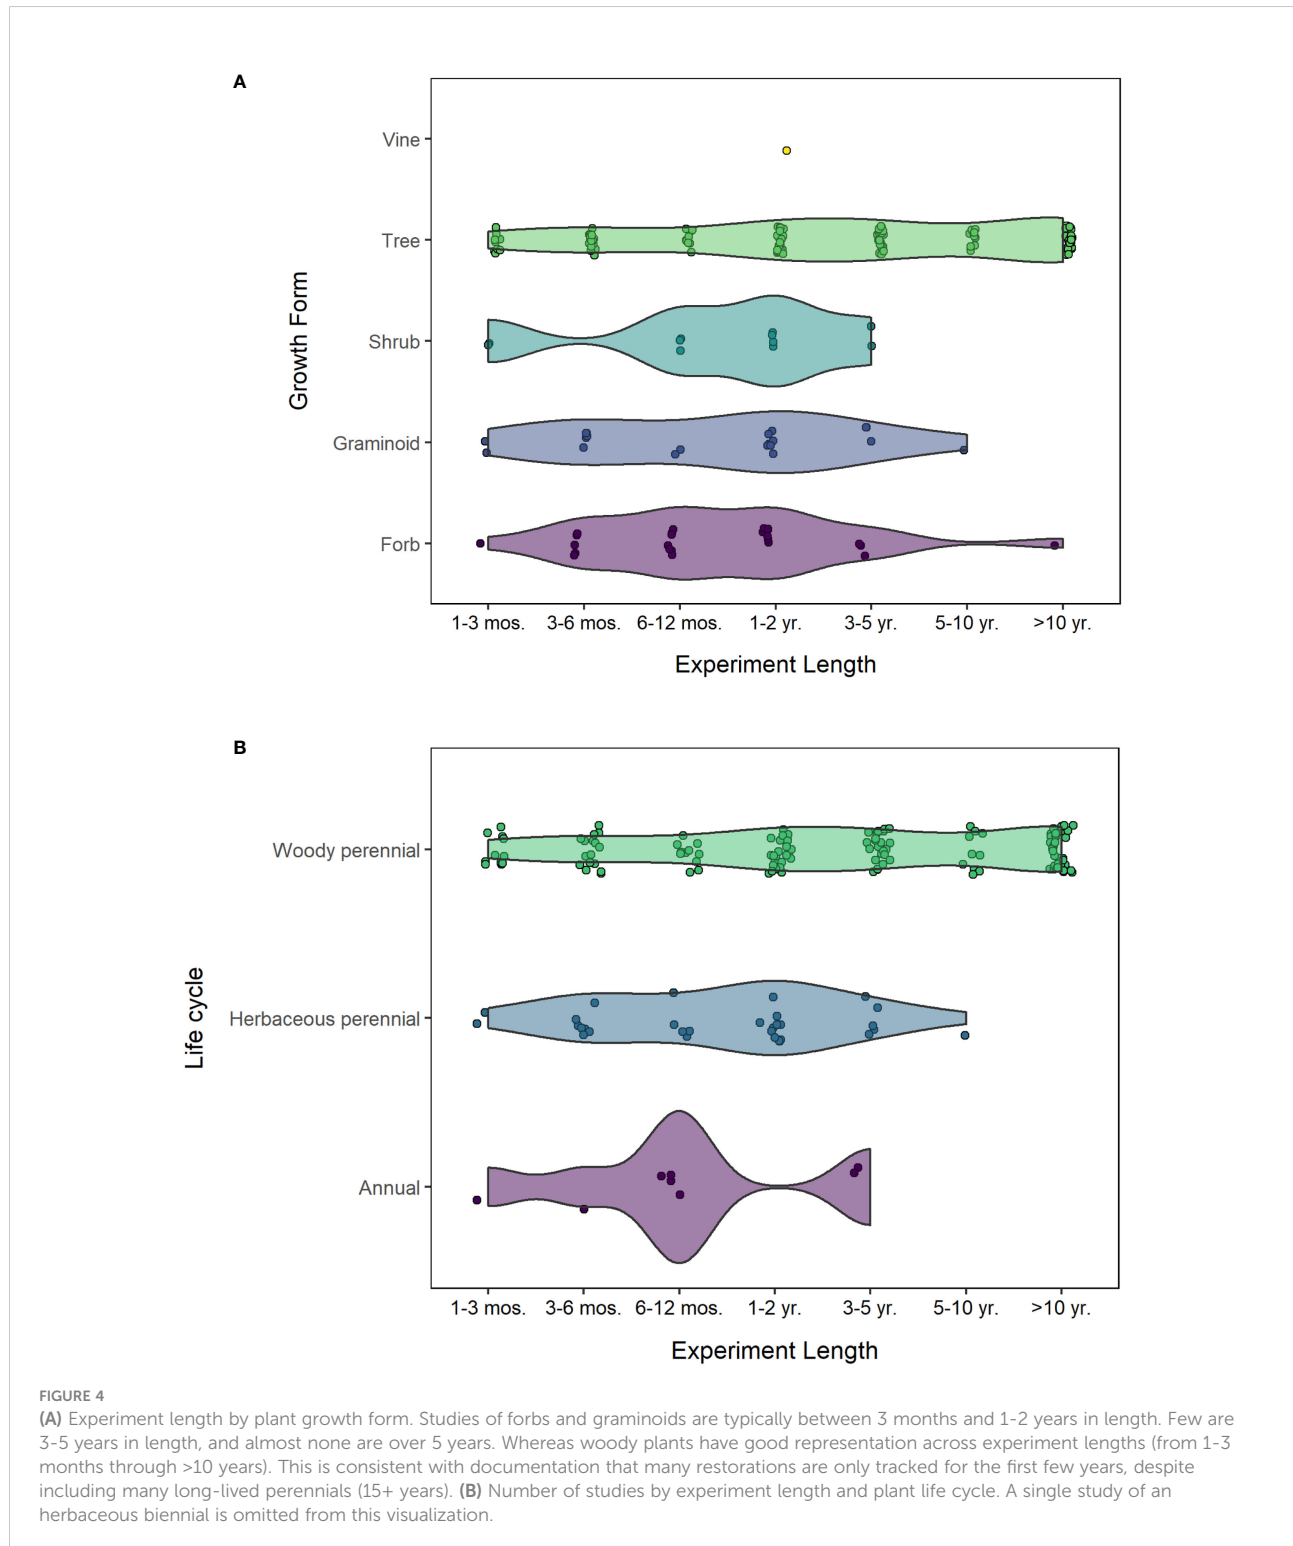 A
Vine
Tree
Shrub
Graminoid
Forb
Growth Form
1-3 mos. 3-6 mos. 6-12 mos. 1-2 yr. 3-5 yr. 5-10 yr. >10 yr.
Experiment Length
B
Woody perennial
Herbaceous perennial
Annual
Life cycle
1-3 mos. 3-6 mos. 6-12 mos. 1-2 yr. 3-5 yr. 5-10 yr. >10 yr.
Experiment Length
FIGURE 4
(A) Experiment length by plant growth form. Studies of forbs and graminoids are typically between 3 months and 1-2 years in length. Few are
3-5 years in length, and almost none are over 5 years. Whereas woody plants have good representation across experiment lengths (from 1-3
months through >10 years). This is consistent with documentation that many restorations are only tracked for the first few years, despite
including many long-lived perennials (15+ years). (B) Number of studies by experiment length and plant life cycle. A single study of an
herbaceous biennial is omitted from this visualization.